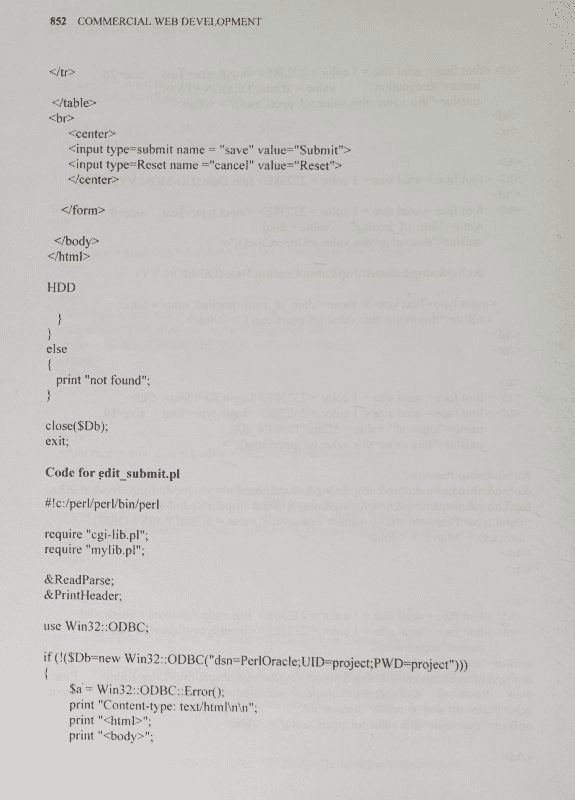 852 COMMERCIAL WEB DEVELOPMENT
</tr>
</table>
<br>
<center>
<input type=submit name = "save" value="Submit">
<input type=Reset name ="cancel" value="Reset">
</center>
</form>
</body>
</html>
HDD
}
}
else
{
print "not found";
}
close($Db);
exit;
Code for edit_submit.pl
#!c:/perl/perl/bin/perl
require "cgi-lib.pl";
require "mylib.pl";
&ReadParse;
&PrintHeader;
use Win32::ODBC;
if (!($Db=new Win32::ODBC("dsn=PerlOracle;UID=project;PWD=project")))
{
$a = Win32::ODBC::Error();
print "Content-type: text/html\n\n";
print "<html>";
print "<body>";